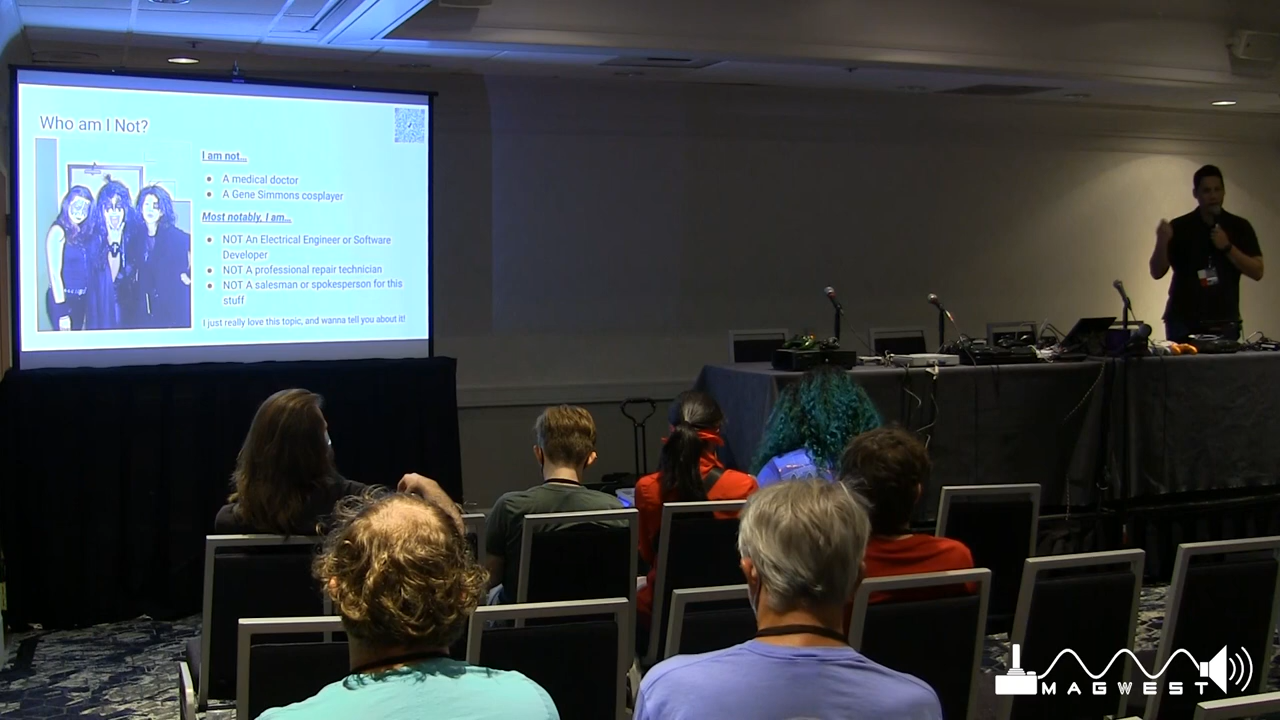 Who am I Not?
I am not...
A medical doctor
A Gene Simmons cosplayer
Most notably, I am...
NOT An Electrical Engineer or Software
Developer
NOT A professional repair technician
NOT A salesman or spokesperson for this
stuff
I just really love this topic, and wanna tell you about it!
MAGWEST